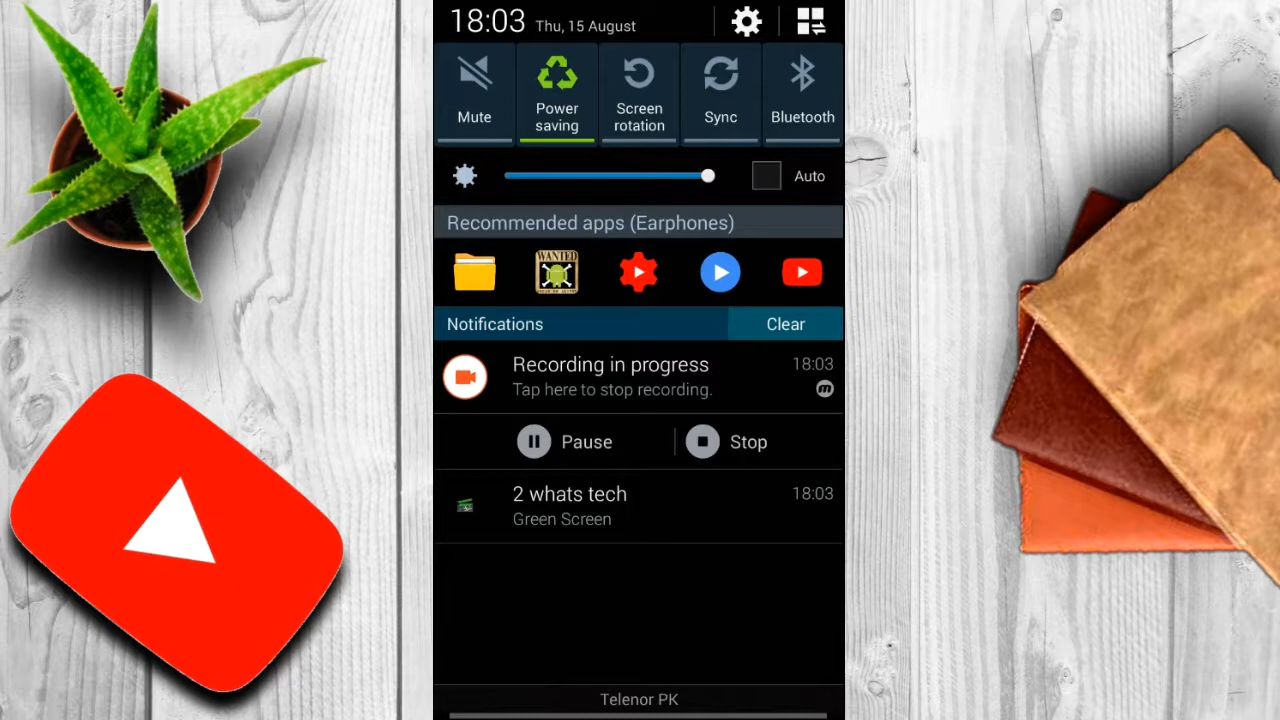 18:03 Thu, 15 August
Mute
Power
saving
Screen
rotation
Sync
Bluetooth
Auto
Recommended apps (Earphones)
WANTED
Notifications Clear
Recording in progress 18:03
Tap here to stop recording.
Pause Stop
2 whats tech 18:03
Green Screen
Telenor PK